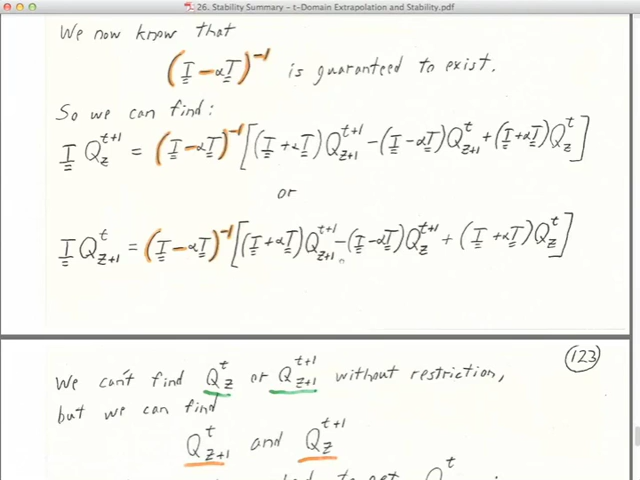 26. Stability Summary – t-Domain Extrapolation and Stability.pdf
We now know that
(I-αT)⁻¹ is guaranteed to exist.
So we can find:
I Q_z^{t+1} = (I-αT)⁻¹[(I+αT)Q_{z+1}^{t+1} -(I-αT)Q_{z+1}^t +(I+αT)Q_z^t]
or
I Q_{z+1}^t = (I-αT)⁻¹[(I+αT)Q_{z+1}^{t+1} -(I-αT)Q_z^{t+1} + (I+αT)Q_z^t]
123
We can't find Q_z^t or Q_{z+1}^{t+1} without restriction,
but we can find
Q_{z+1}^t and Q_z^{t+1}
to get Q^t